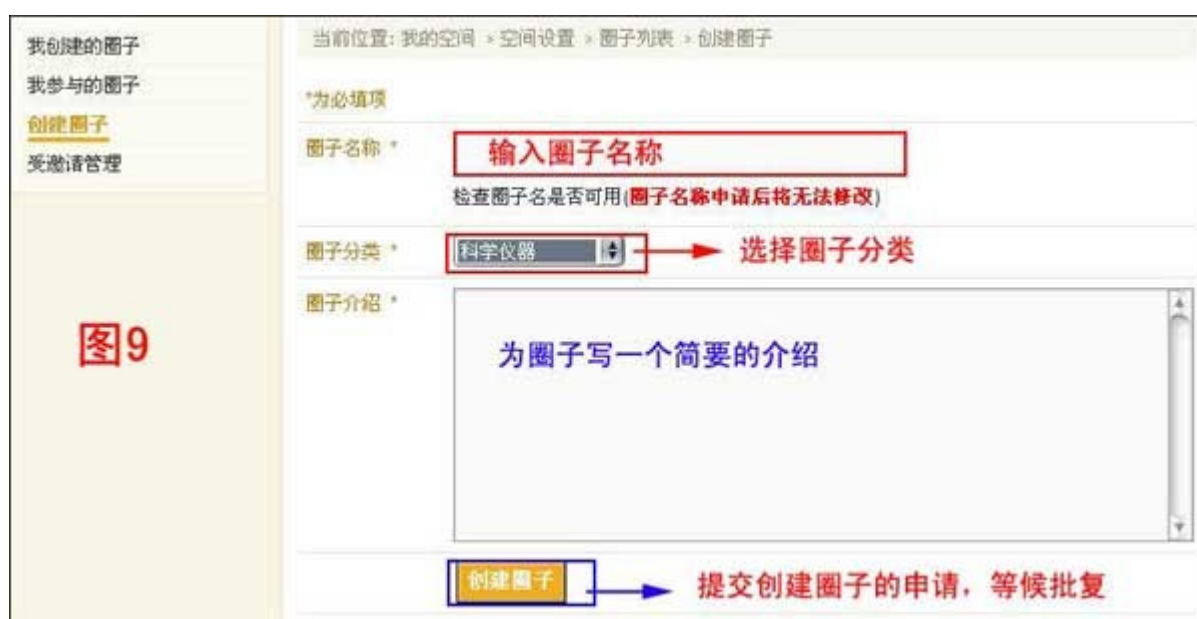 我创建的圈子
我参与的圈子
创建圈子
受邀请管理
图9
当前位置: 我的空间 » 空间设置 » 圈子列表 » 创建圈子
*为必填项
圈子名称 *
输入圈子名称
检查圈子名是否可用(圈子名称申请后将无法修改)
圈子分类 *
科学仪器
选择圈子分类
圈子介绍 *
为圈子写一个简要的介绍
创建圈子
提交创建圈子的申请，等候批复